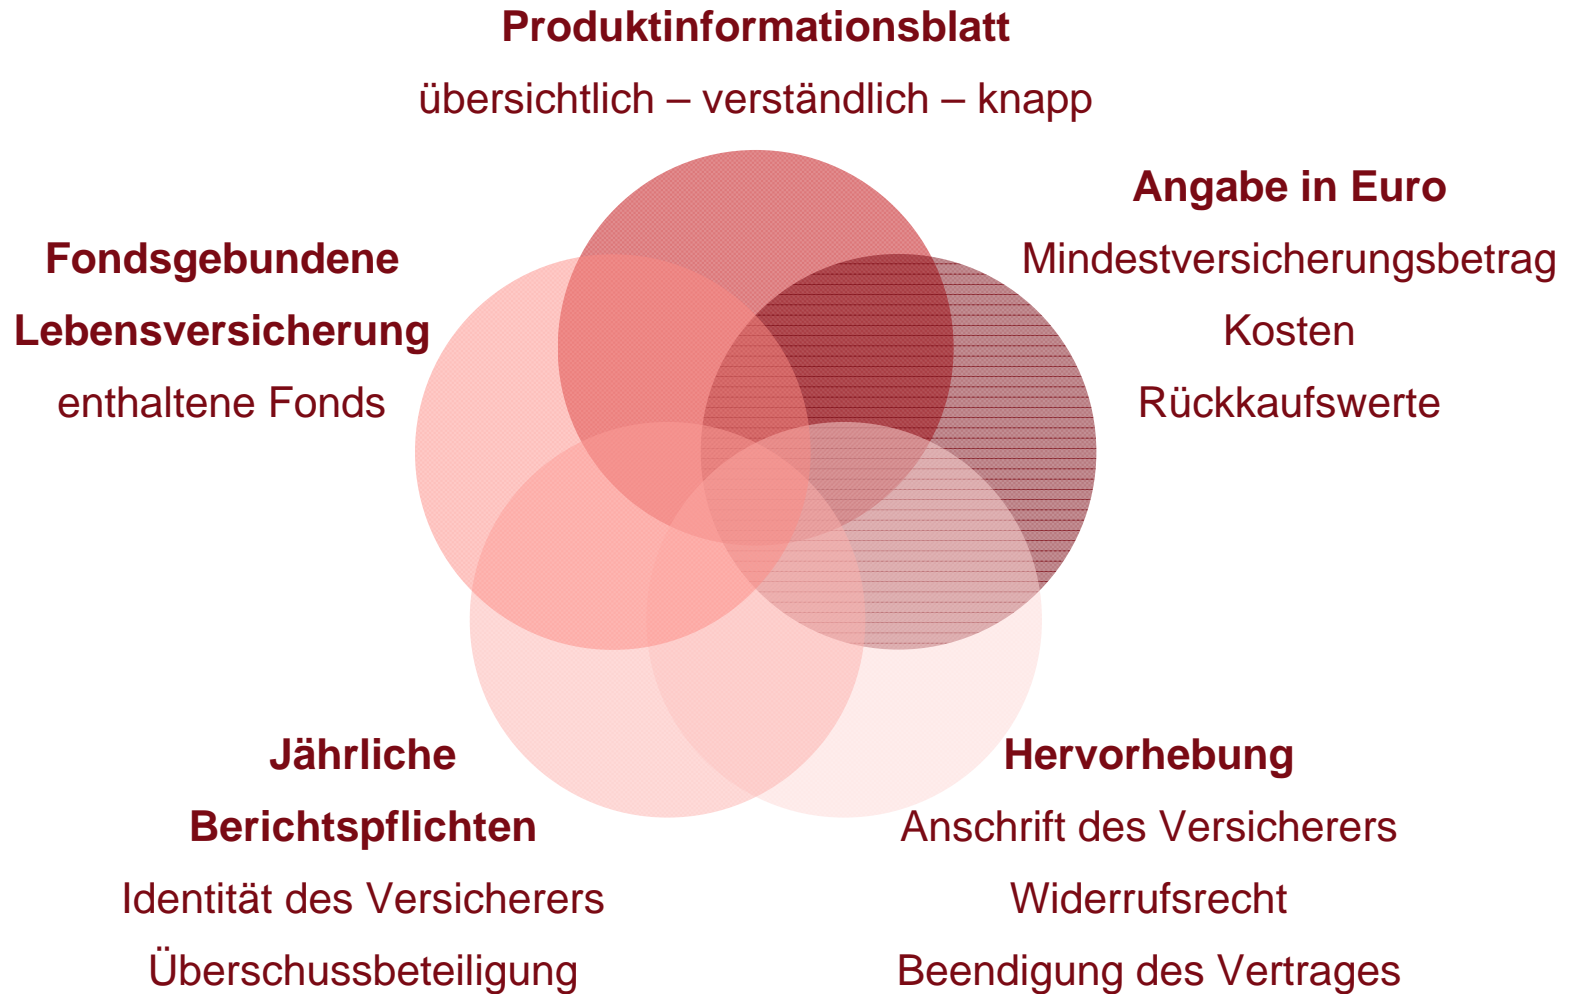 Produktinformationsblatt
übersichtlich – verständlich – knapp
Angabe in Euro
Mindestversicherungsbetrag
Kosten
Rückkaufswerte
Fondsgebundene
Lebensversicherung
enthaltene Fonds
Jährliche
Berichtspflichten
Identität des Versicherers
Überschussbeteiligung
Hervorhebung
Anschrift des Versicherers
Widerrufsrecht
Beendigung des Vertrages